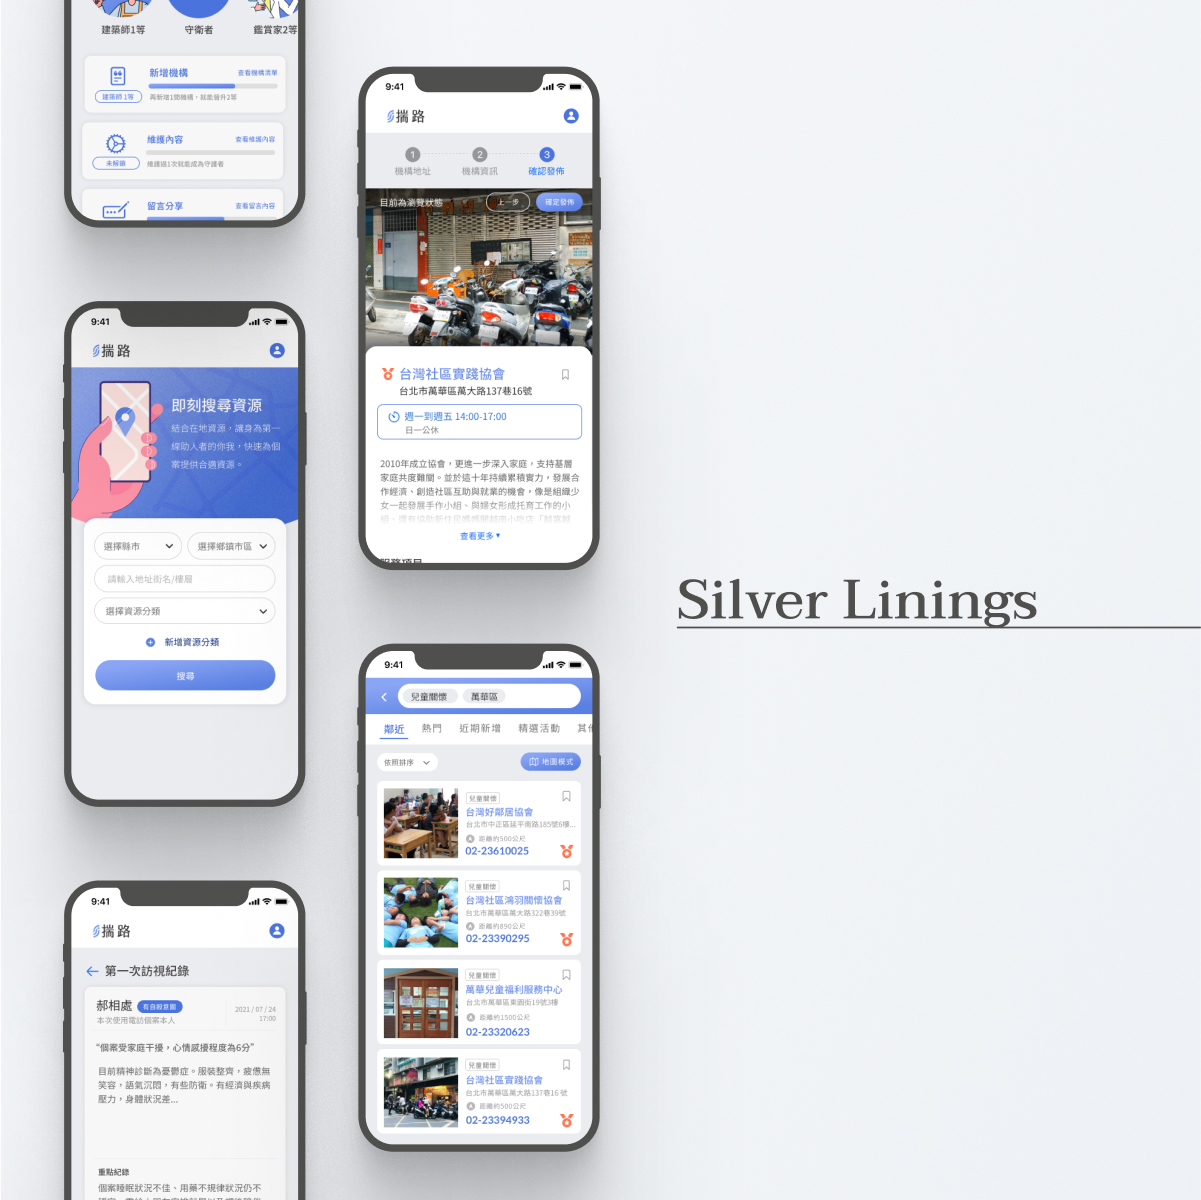 建築師1等
守衛者
鑑賞家2等
新增機構
查看機構清單
建築師 1等
再新增1間機構，就能晉升2等
維護內容
查看維護內容
未解鎖
維護過1次就能成為守護者
留言分享
查看留言內容
9:41
揣路
即刻搜尋資源
結合在地資源，讓身為第一
線助人者的你我，快速為個
案提供合適資源。
選擇縣市
選擇鄉鎮市區
請輸入地址街名/樓層
選擇資源分類
新增資源分類
搜尋
9:41
揣路
第一次訪視紀錄
郝相處
有自殺意圖
2021 / 07 / 24
17:00
本次使用電訪個案本人
“個案受家庭干擾，心情感擾程度為6分”
目前精神診斷為憂鬱症。服裝整齊，疲憊無
笑容，語氣沉悶，有些防衛。有經濟與疾病
壓力，身體狀況差...
重點紀錄
個案睡眠狀況不佳、用藥不規律狀況仍不
9:41
揣路
1
2
3
機構地址
機構資訊
確認發佈
目前為瀏覽狀態
上一步
確定發佈
台灣社區實踐協會
台北市萬華區萬大路137巷16號
週一到週五 14:00-17:00
日一公休
2010年成立協會，更進一步深入家庭，支持基層
家庭共度難關。並於這十年持續累積實力，發展合
作經濟、創造社區互助與就業的機會，像是組織少
女一起發展手作小組、與婦女形成托育工作的小
查看更多
服務項目
9:41
兒童關懷
萬華區
鄰近
熱門
近期新增
精選活動
其他
依照排序
地圖模式
兒童關懷
台灣好鄰居協會
台北市中正區延平南路185號6樓...
距離約500公尺
02-23610025
兒童關懷
台灣社區鴻羽關懷協會
台北市萬華區萬大路322巷39號
距離約890公尺
02-23390295
兒童關懷
萬華兒童福利服務中心
台北市萬華區東園街19號3樓
距離約1500公尺
02-23320623
兒童關懷
台灣社區實踐協會
台北市萬華區萬大路137巷16 號
距離約500公尺
02-23394933
Silver Linings